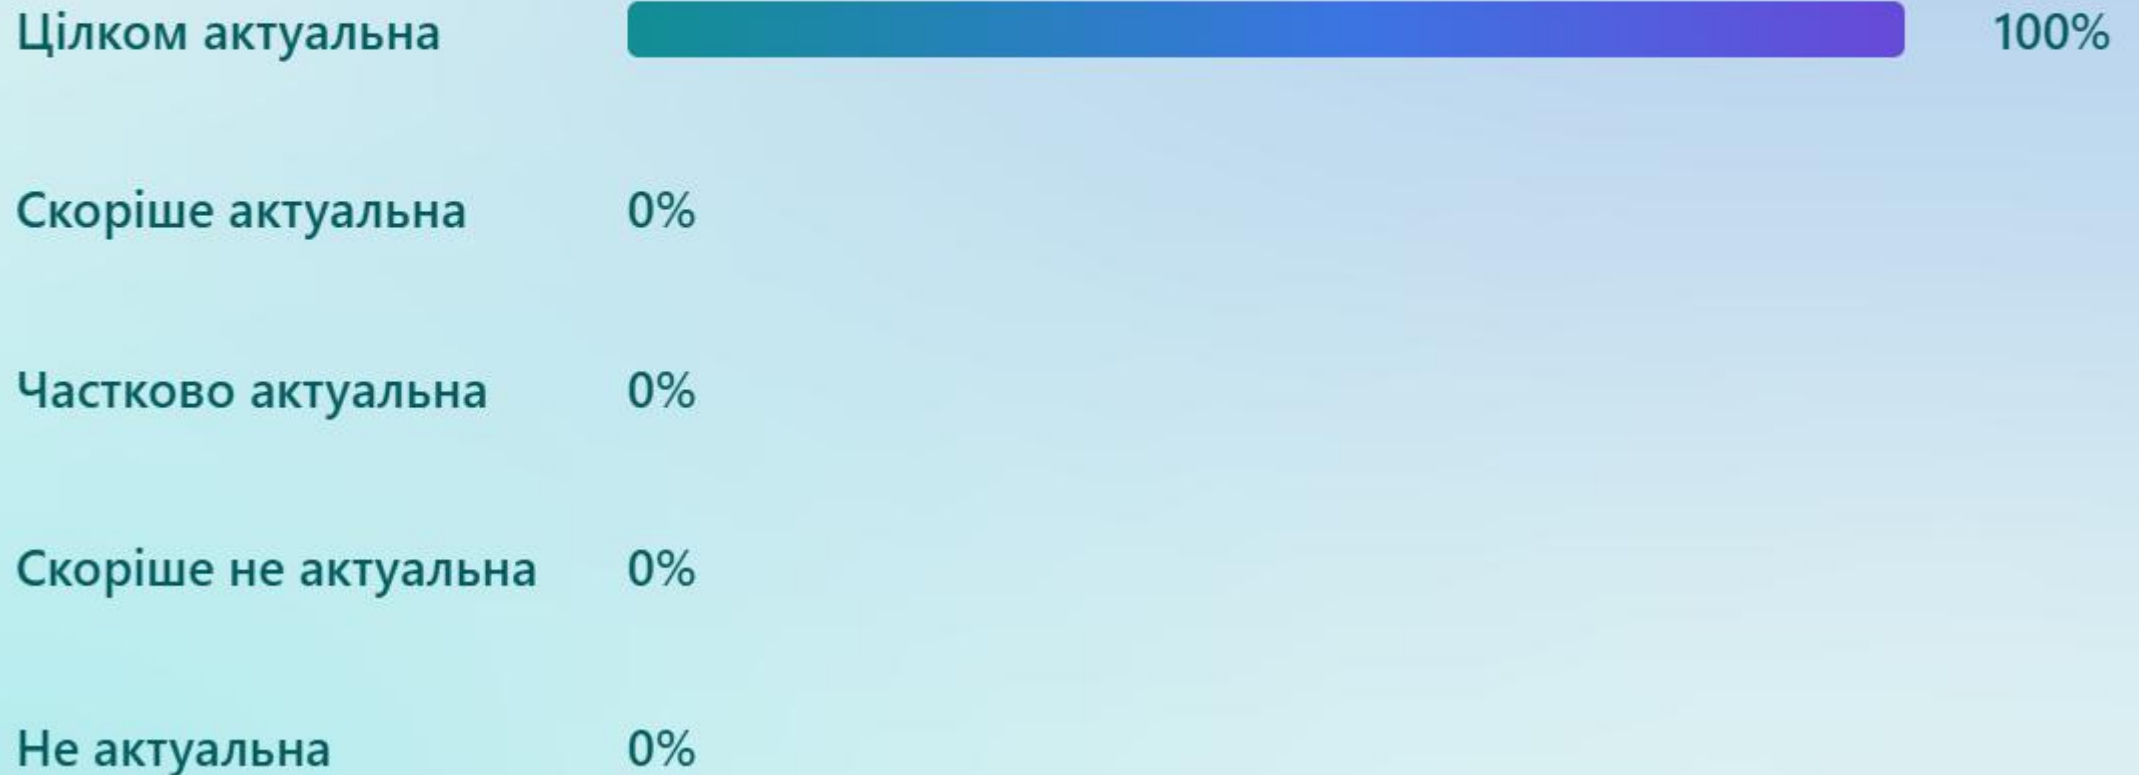 Цілком актуальна 100%
Скоріше актуальна 0%
Частково актуальна 0%
Скоріше не актуальна 0%
Не актуальна 0%